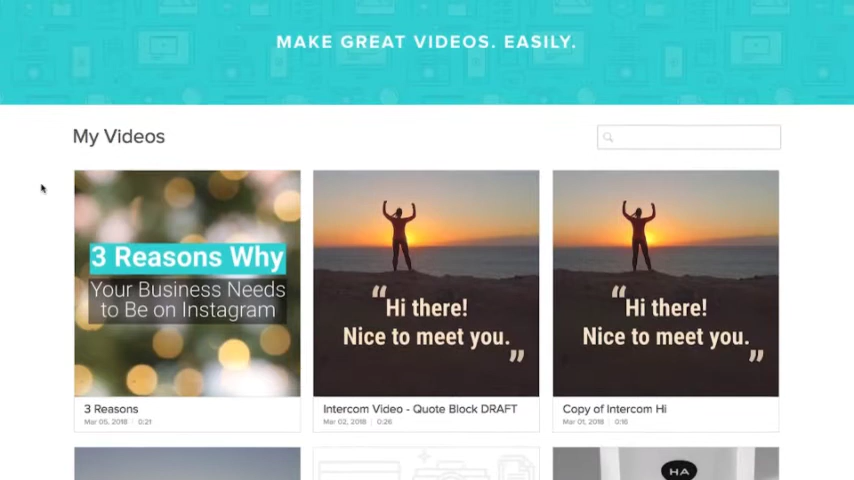 MAKE GREAT VIDEOS. EASILY.
My Videos
3 Reasons Why
Your Business Needs
to Be on Instagram
“Hi there!
Nice to meet you.”
“Hi there!
Nice to meet you.”
3 Reasons
Mar 05, 2018 | 0:21
Intercom Video - Quote Block DRAFT
Mar 02, 2018 | 0:26
Copy of Intercom Hi
Mar 01, 2018 | 0:16
HA